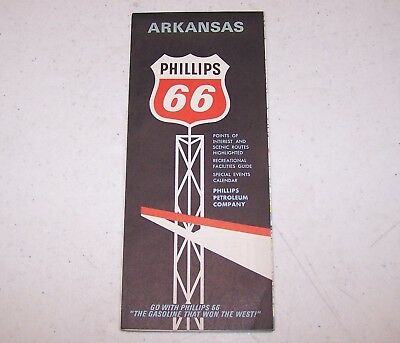 ARKANSAS
PHILLIPS
66
POINTS OF
INTEREST AND
SCENIC ROUTES
HIGHLIGHTED
RECREATIONAL
FACILITIES GUIDE
SPECIAL EVENTS
CALENDAR
PHILLIPS
PETROLEUM
COMPANY
GO WITH PHILLIPS 66
"THE GASOLINE THAT WON THE WEST!"